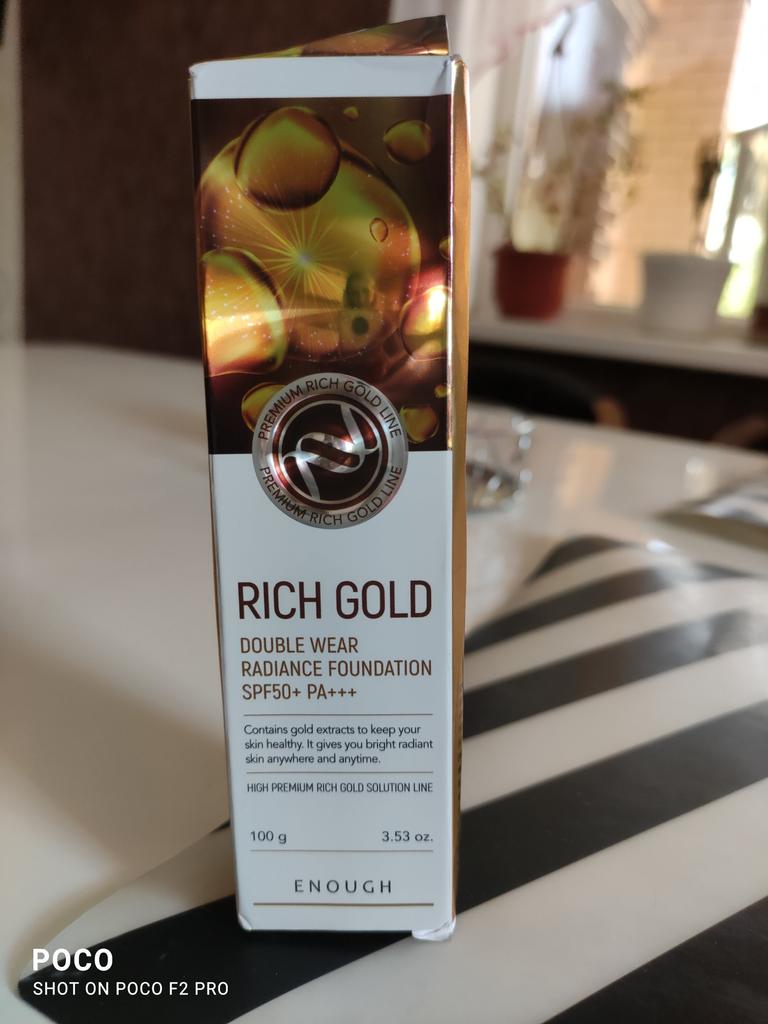 PREMIUM RICH GOLD LINE
PREMIUM RICH GOLD LINE
RICH GOLD
DOUBLE WEAR
RADIANCE FOUNDATION
SPF50+ PA+++
Contains gold extracts to keep your
skin healthy. It gives you bright radiant
skin anywhere and anytime.
HIGH PREMIUM RICH GOLD SOLUTION LINE
100 g 3.53 oz.
ENOUGH
POCO
SHOT ON POCO F2 PRO